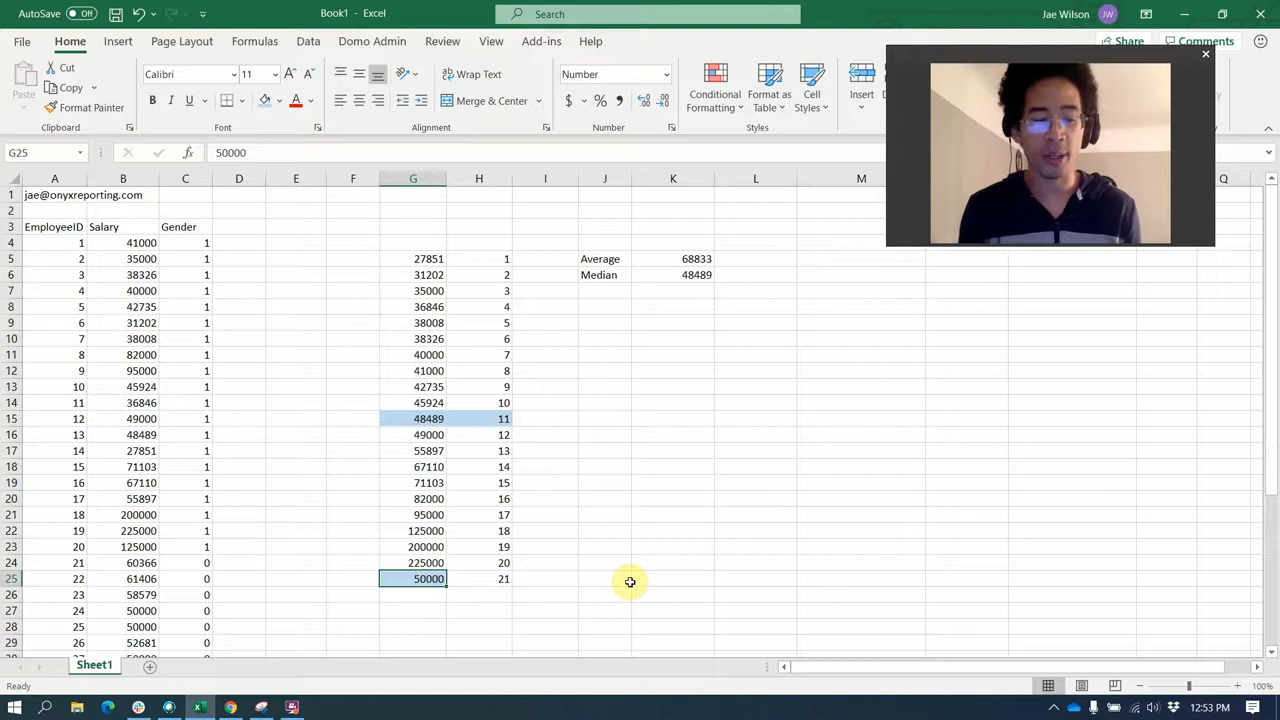 AutoSave Off Book1 - Excel Search Jae Wilson JW
File Home Insert Page Layout Formulas Data Domo Admin Review View Add-ins Help Share Comments
Cut
Copy
Format Painter
Paste
Clipboard
Calibri 11
B I U
Font
Wrap Text
Merge & Center
Alignment
Number
$ % ,
Number
Conditional Formatting
Format as Table
Cell Styles
Styles
Insert
G25 fx 50000
A B C D E F G H I J K L M Q
1 jae@onyxreporting.com
2
3 EmployeeID Salary Gender
4 1 41000 1
5 2 35000 1 27851 1 Average 68833
6 3 38326 1 31202 2 Median 48489
7 4 40000 1 35000 3
8 5 42735 1 36846 4
9 6 31202 1 38008 5
10 7 38008 1 38326 6
11 8 82000 1 40000 7
12 9 95000 1 41000 8
13 10 45924 1 42735 9
14 11 36846 1 45924 10
15 12 49000 1 48489 11
16 13 48489 1 49000 12
17 14 27851 1 55897 13
18 15 71103 1 67110 14
19 16 67110 1 71103 15
20 17 55897 1 82000 16
21 18 200000 1 95000 17
22 19 225000 1 125000 18
23 20 125000 1 200000 19
24 21 60366 0 225000 20
25 22 61406 0 50000 21
26 23 58579 0
27 24 50000 0
28 25 50000 0
29 26 52681 0
Sheet1
Ready 100%
12:53 PM